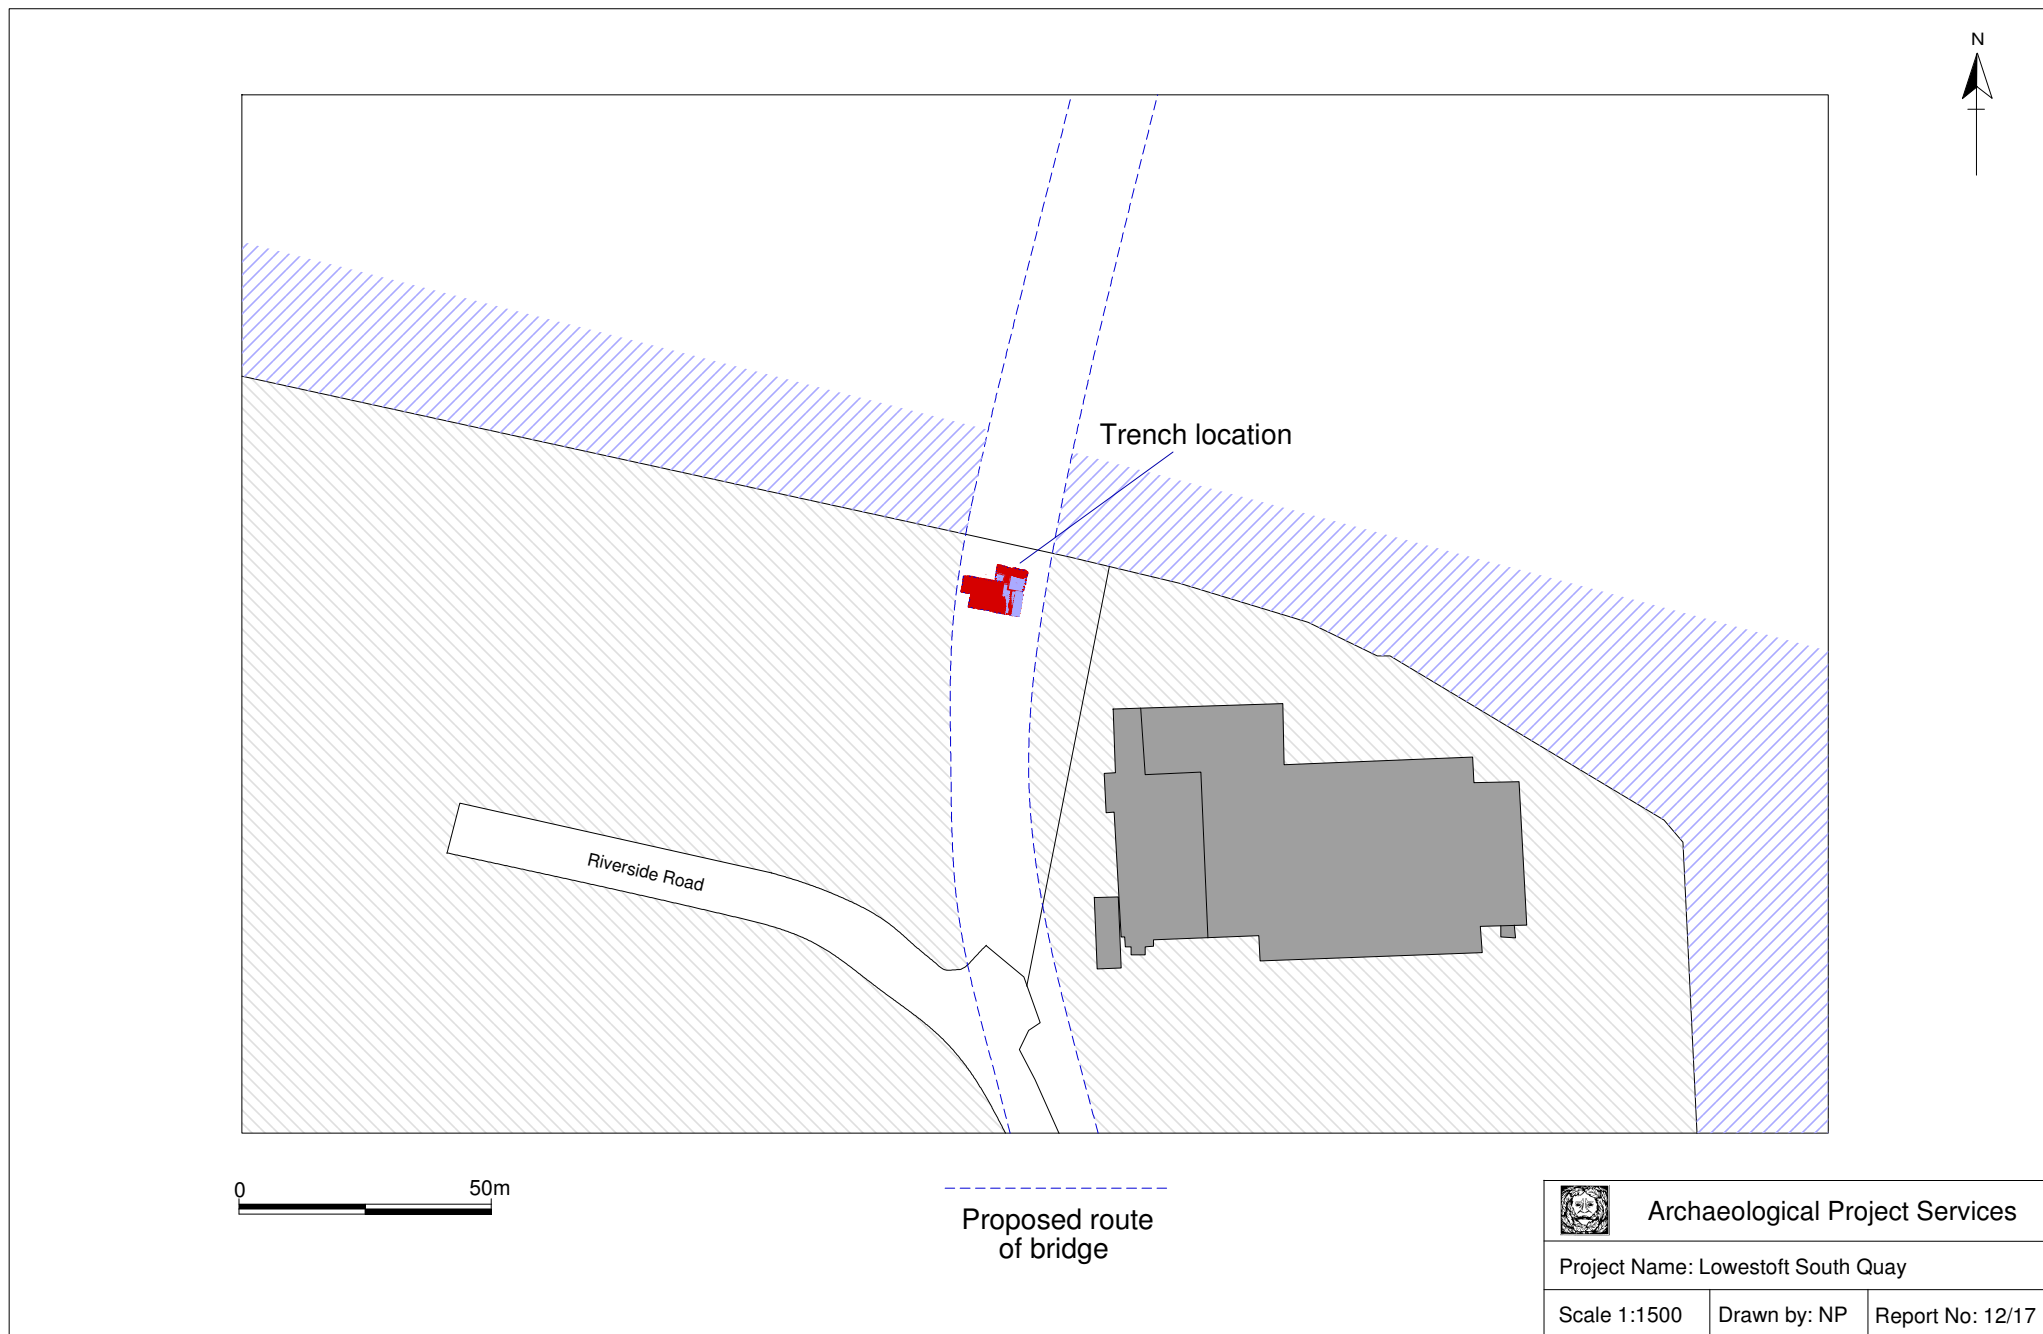 N
Trench location
Riverside Road
0 50m
Proposed route
of bridge
Archaeological Project Services
Project Name: Lowestoft South Quay
Scale 1:1500 Drawn by: NP Report No: 12/17